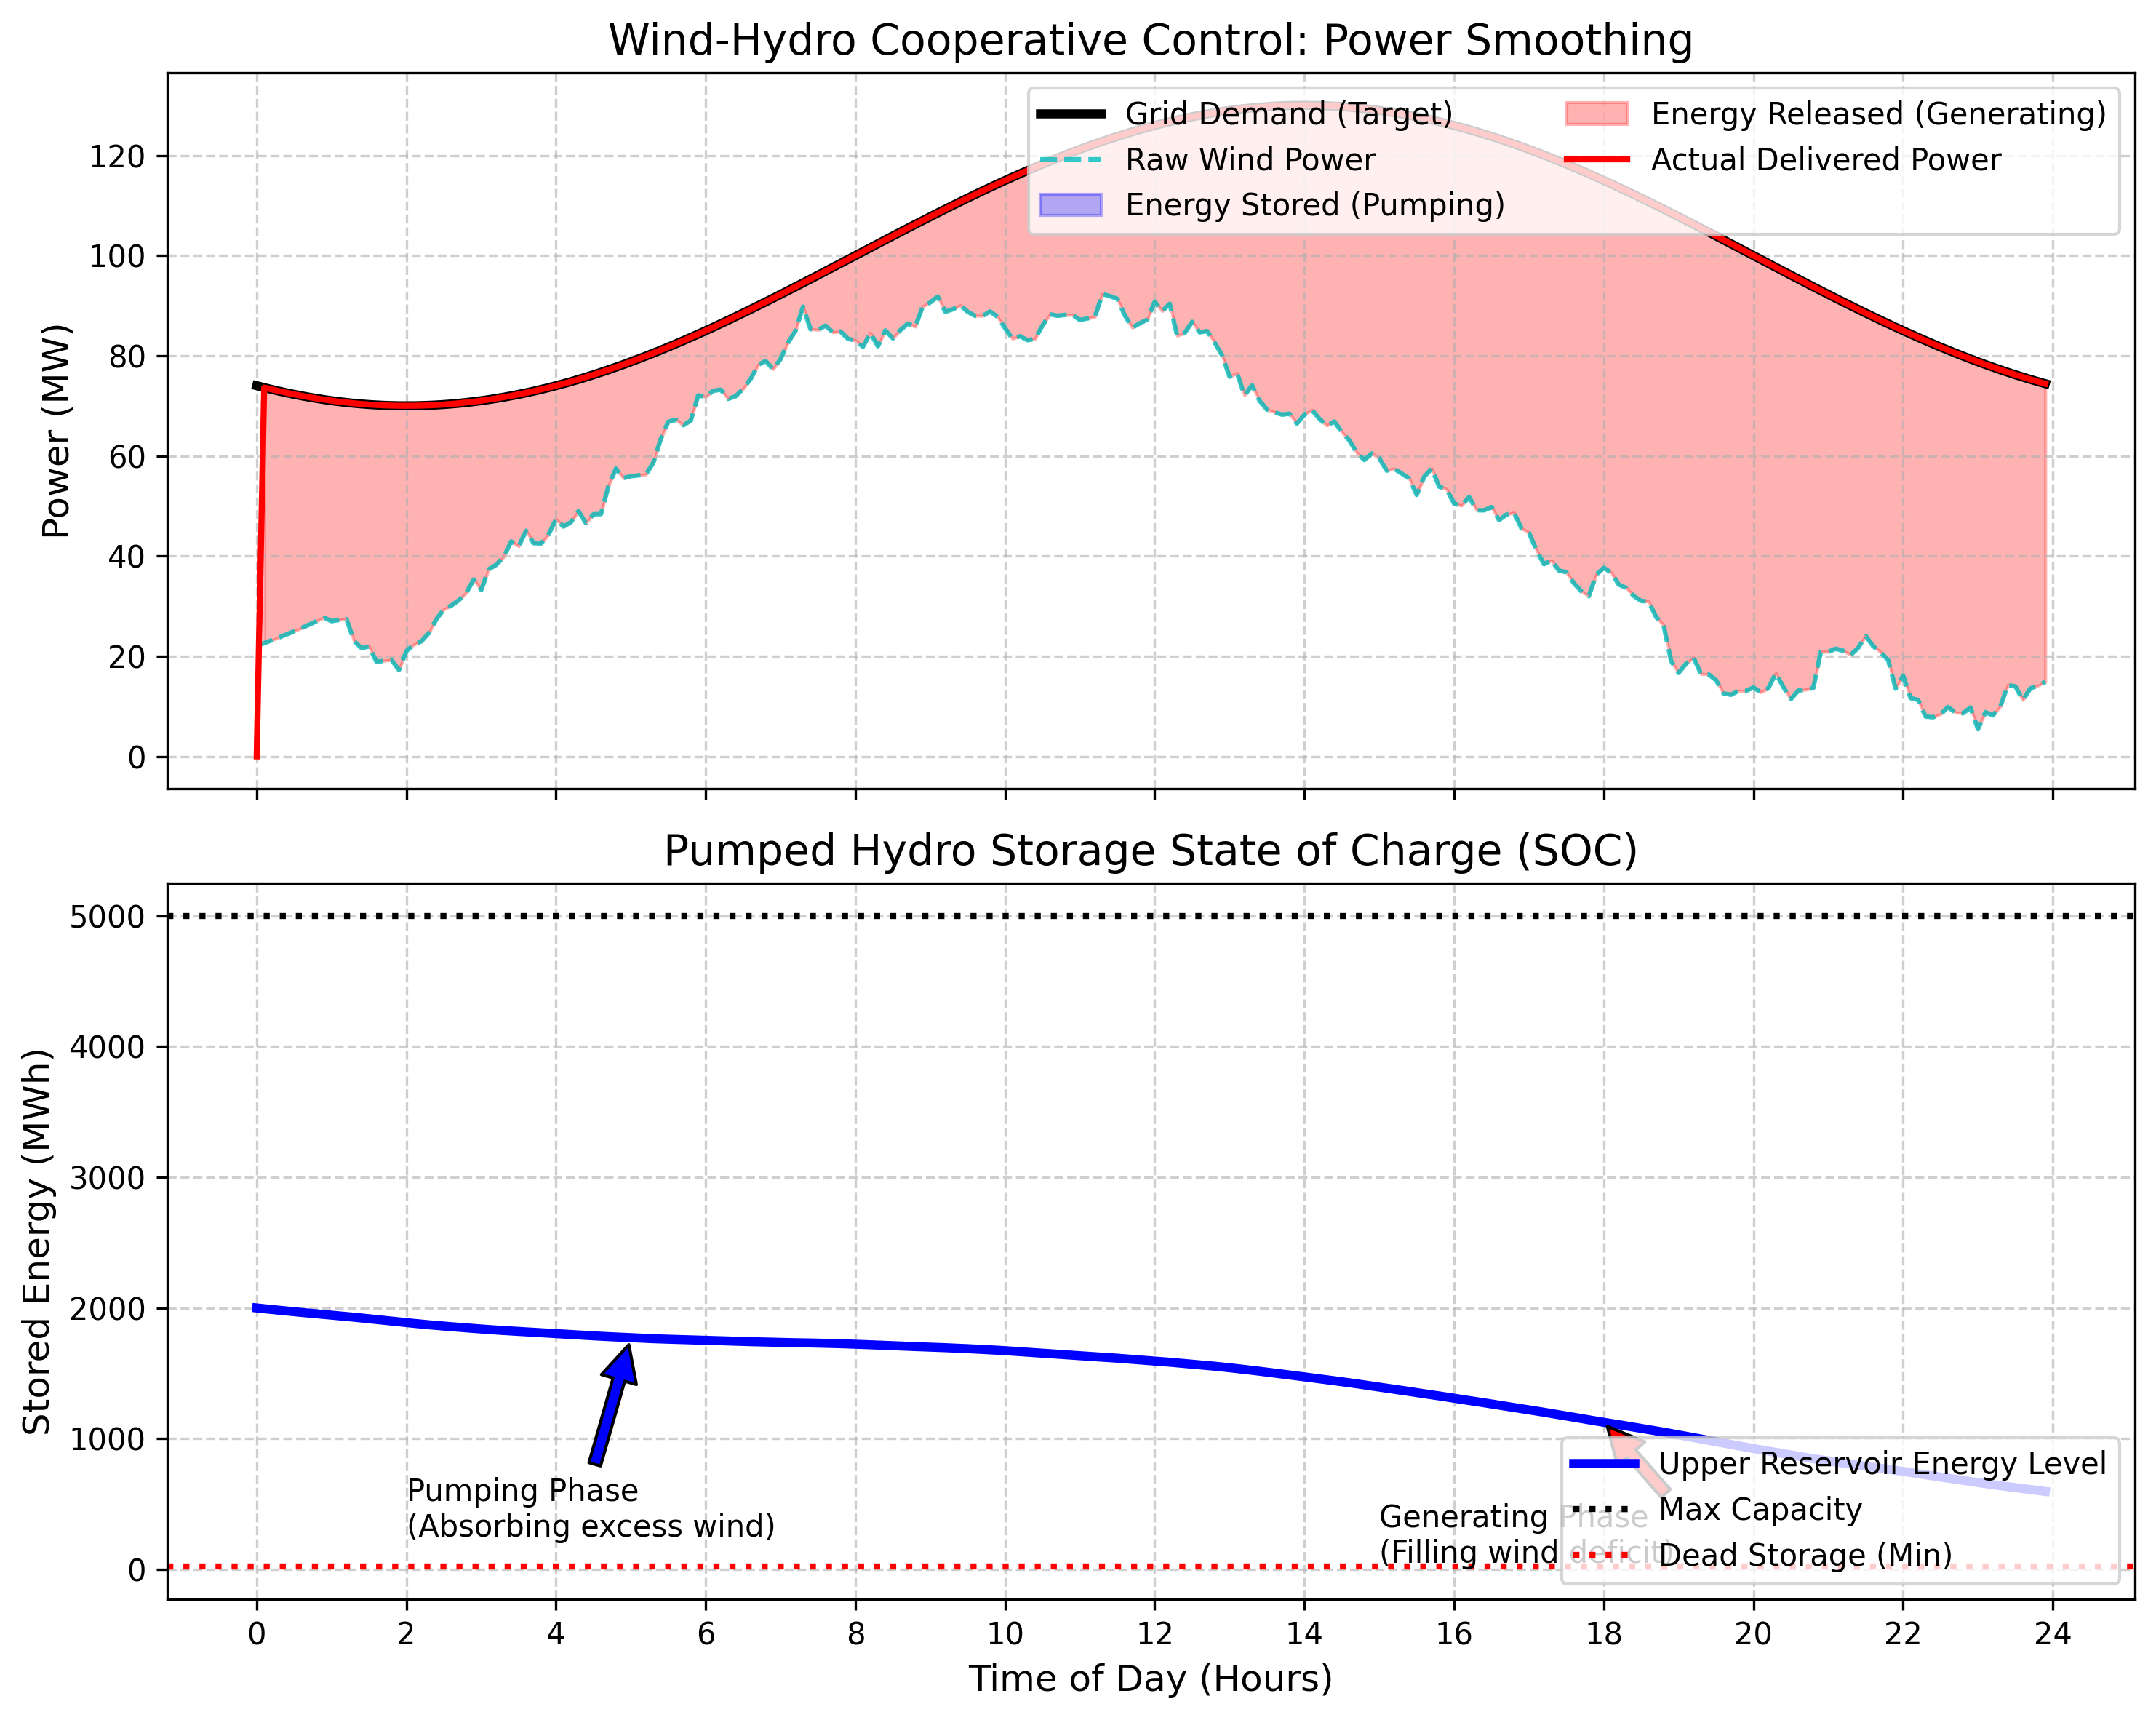 Wind-Hydro Cooperative Control: Power Smoothing
Power (MW)
120
100
80
60
40
20
0
Grid Demand (Target)
Raw Wind Power
Energy Stored (Pumping)
Energy Released (Generating)
Actual Delivered Power
Pumped Hydro Storage State of Charge (SOC)
Stored Energy (MWh)
5000
4000
3000
2000
1000
0
Pumping Phase
(Absorbing excess wind)
Generating Phase
(Filling wind deficit)
Upper Reservoir Energy Level
Max Capacity
Dead Storage (Min)
0 2 4 6 8 10 12 14 16 18 20 22 24
Time of Day (Hours)